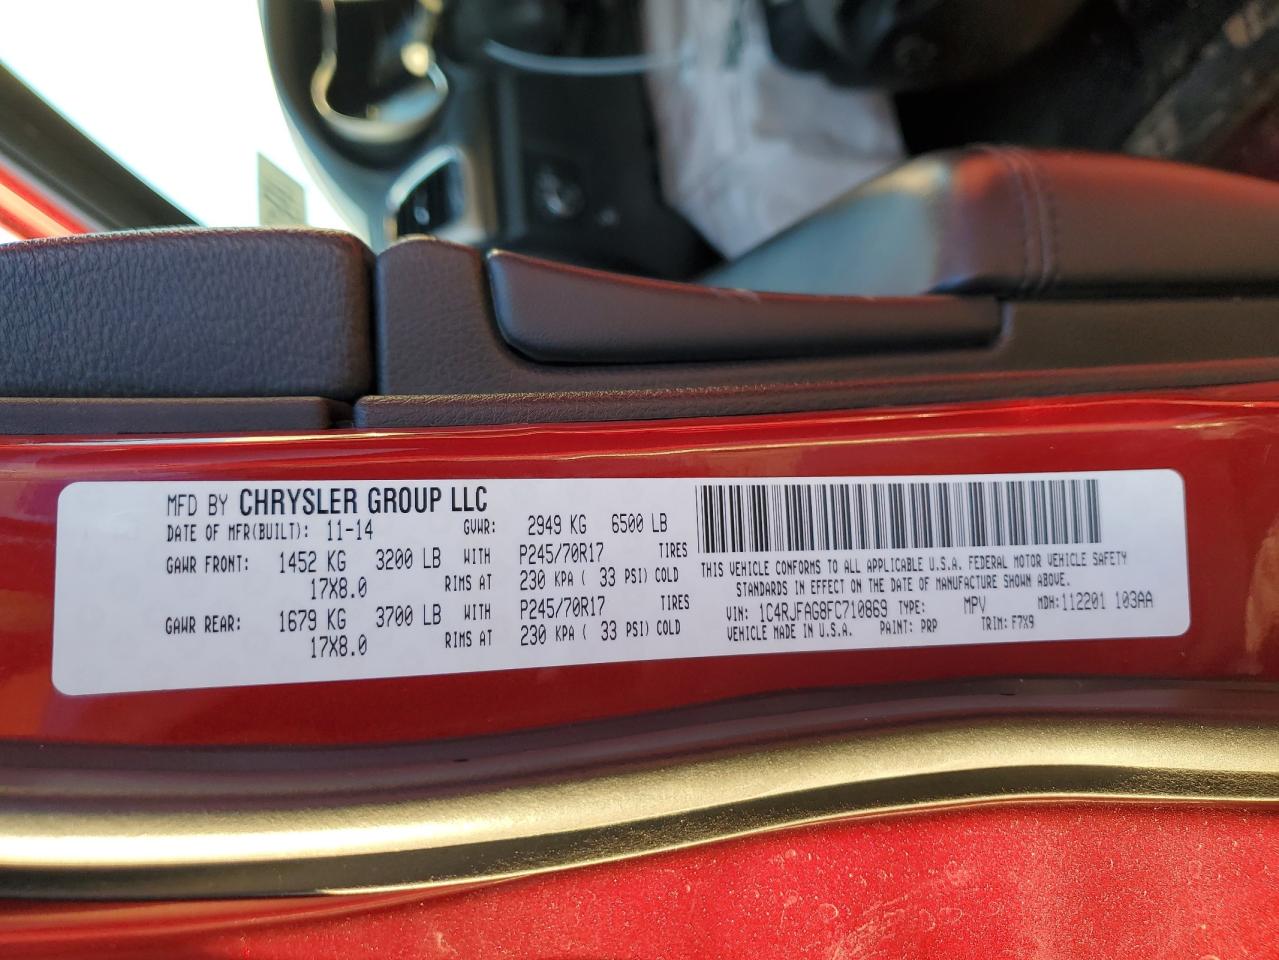 MFD BY CHRYSLER GROUP LLC
DATE OF MFR(BUILT): 11-14 GVWR: 2949 KG 6500 LB
GAWR FRONT: 1452 KG 3200 LB WITH P245/70R17 TIRES
17X8.0 RIMS AT 230 KPA ( 33 PSI) COLD
GAWR REAR: 1679 KG 3700 LB WITH P245/70R17 TIRES
17X8.0 RIMS AT 230 KPA ( 33 PSI) COLD
THIS VEHICLE CONFORMS TO ALL APPLICABLE U.S.A. FEDERAL MOTOR VEHICLE SAFETY
STANDARDS IN EFFECT ON THE DATE OF MANUFACTURE SHOWN ABOVE.
VIN: 1C4RJFAG8FC710869 TYPE: MPV MDH:112201 103AA
VEHICLE MADE IN U.S.A. PAINT: PRP TRIM: F7X9